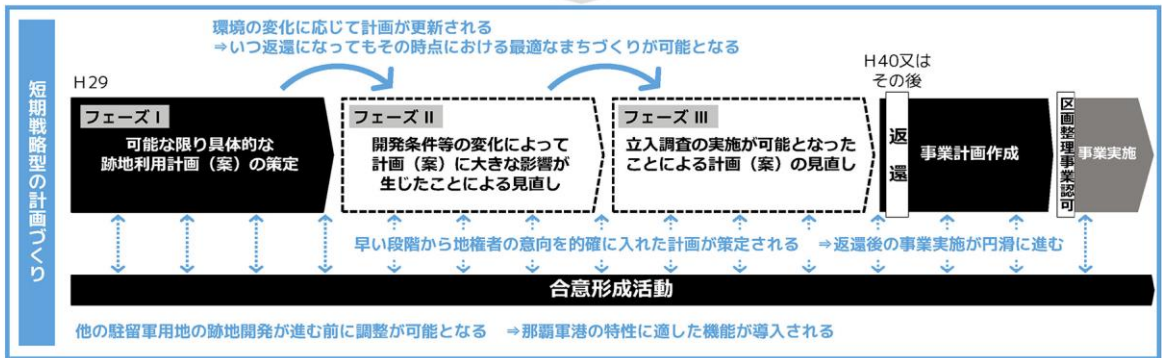 短期戦略型の計画づくり
環境の変化に応じて計画が更新される
⇒いつ返還になってもその時点における最適なまちづくりが可能となる
H29
H40又は
その後
フェーズⅠ
可能な限り具体的な
跡地利用計画（案）の策定
フェーズⅡ
開発条件等の変化によって
計画（案）に大きな影響が
生じたことによる見直し
フェーズⅢ
立入調査の実施が可能となった
ことによる計画（案）の見直し
返還
事業計画作成
区画整理事業認可
事業実施
早い段階から地権者の意向を的確に入れた計画が策定される　⇒返還後の事業実施が円滑に進む
合意形成活動
他の駐留軍用地の跡地開発が進む前に調整が可能となる　⇒那覇軍港の特性に適した機能が導入される